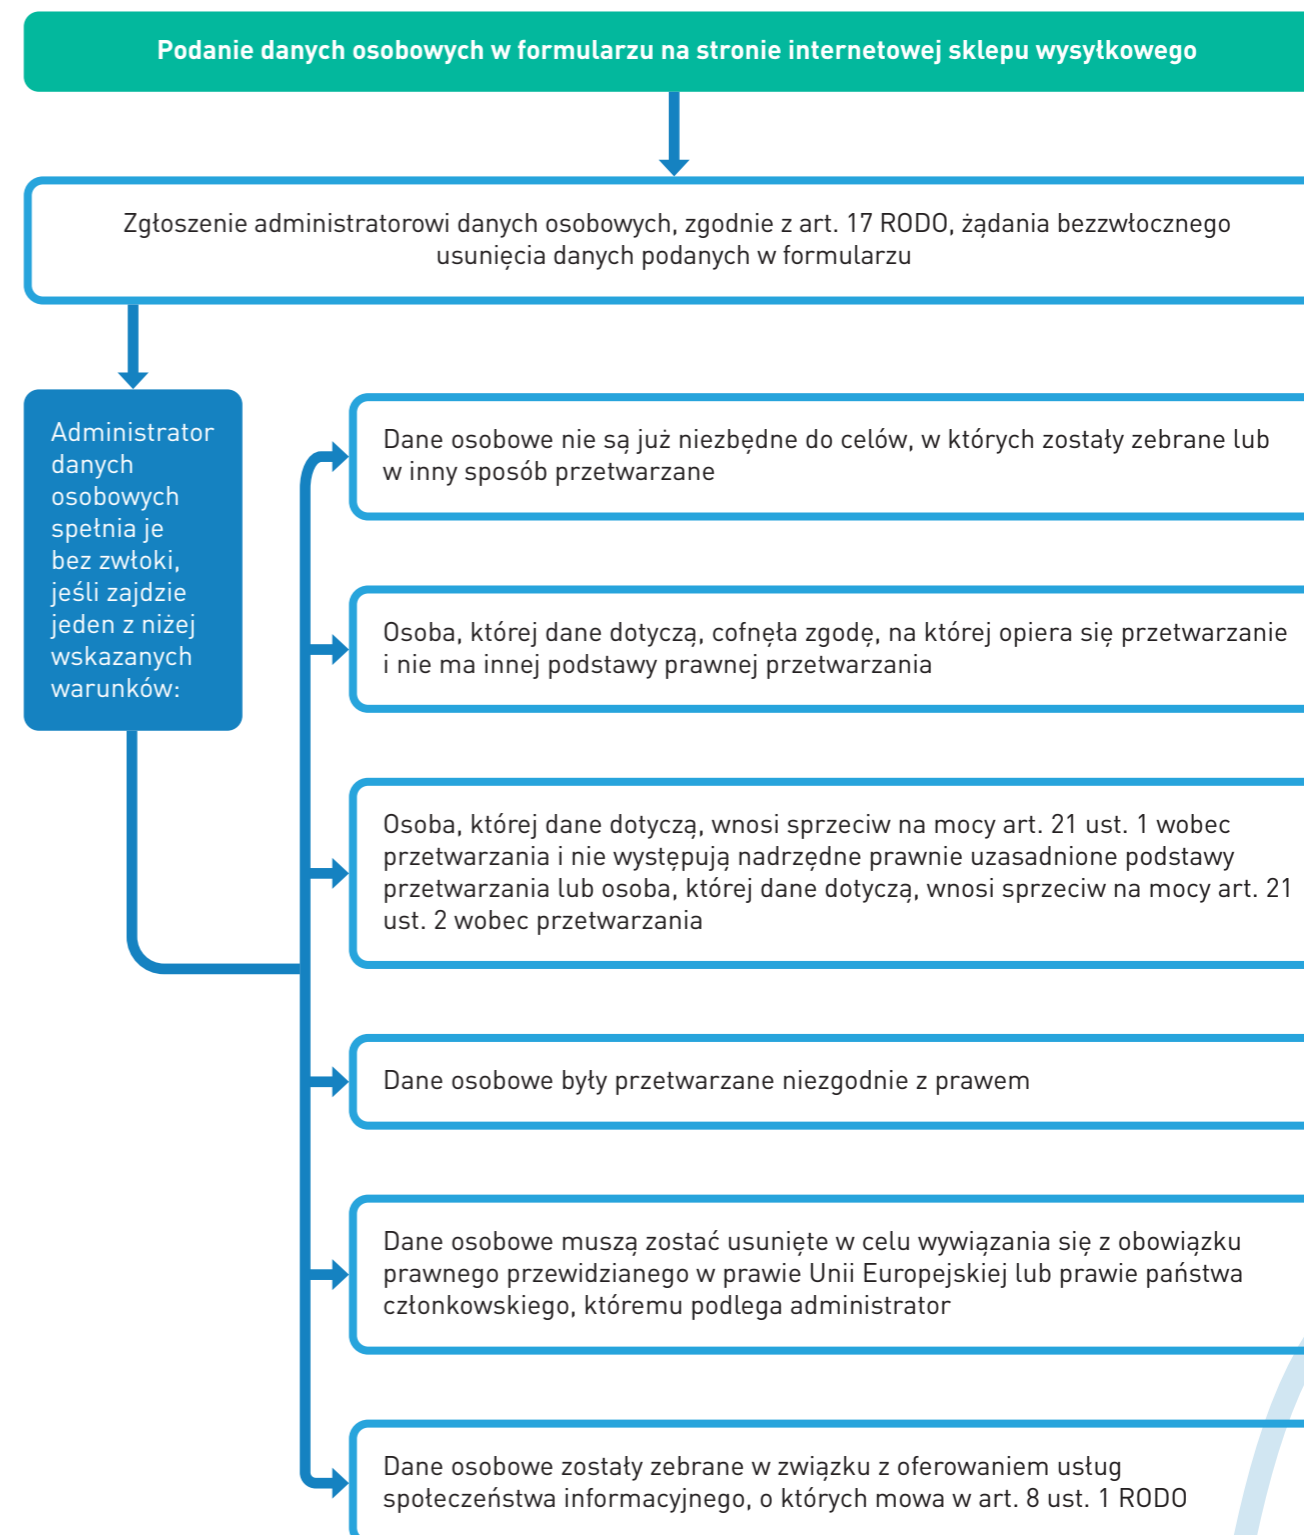 Podanie danych osobowych w formularzu na stronie internetowej sklepu wysyłkowego
Zgłoszenie administratorowi danych osobowych, zgodnie z art. 17 RODO, żądania bezzwłocznego
usunięcia danych podanych w formularzu
Administrator
danych
osobowych
spełnia je
bez zwłoki,
jeśli zajdzie
jeden z niżej
wskazanych
warunków:
Dane osobowe nie są już niezbędne do celów, w których zostały zebrane lub
w inny sposób przetwarzane
Osoba, której dane dotyczą, cofnęła zgodę, na której opiera się przetwarzanie
i nie ma innej podstawy prawnej przetwarzania
Osoba, której dane dotyczą, wnosi sprzeciw na mocy art. 21 ust. 1 wobec
przetwarzania i nie występują nadrzędne prawnie uzasadnione podstawy
przetwarzania lub osoba, której dane dotyczą, wnosi sprzeciw na mocy art. 21
ust. 2 wobec przetwarzania
Dane osobowe były przetwarzane niezgodnie z prawem
Dane osobowe muszą zostać usunięte w celu wywiązania się z obowiązku
prawnego przewidzianego w prawie Unii Europejskiej lub prawie państwa
członkowskiego, któremu podlega administrator
Dane osobowe zostały zebrane w związku z oferowaniem usług
społeczeństwa informacyjnego, o których mowa w art. 8 ust. 1 RODO